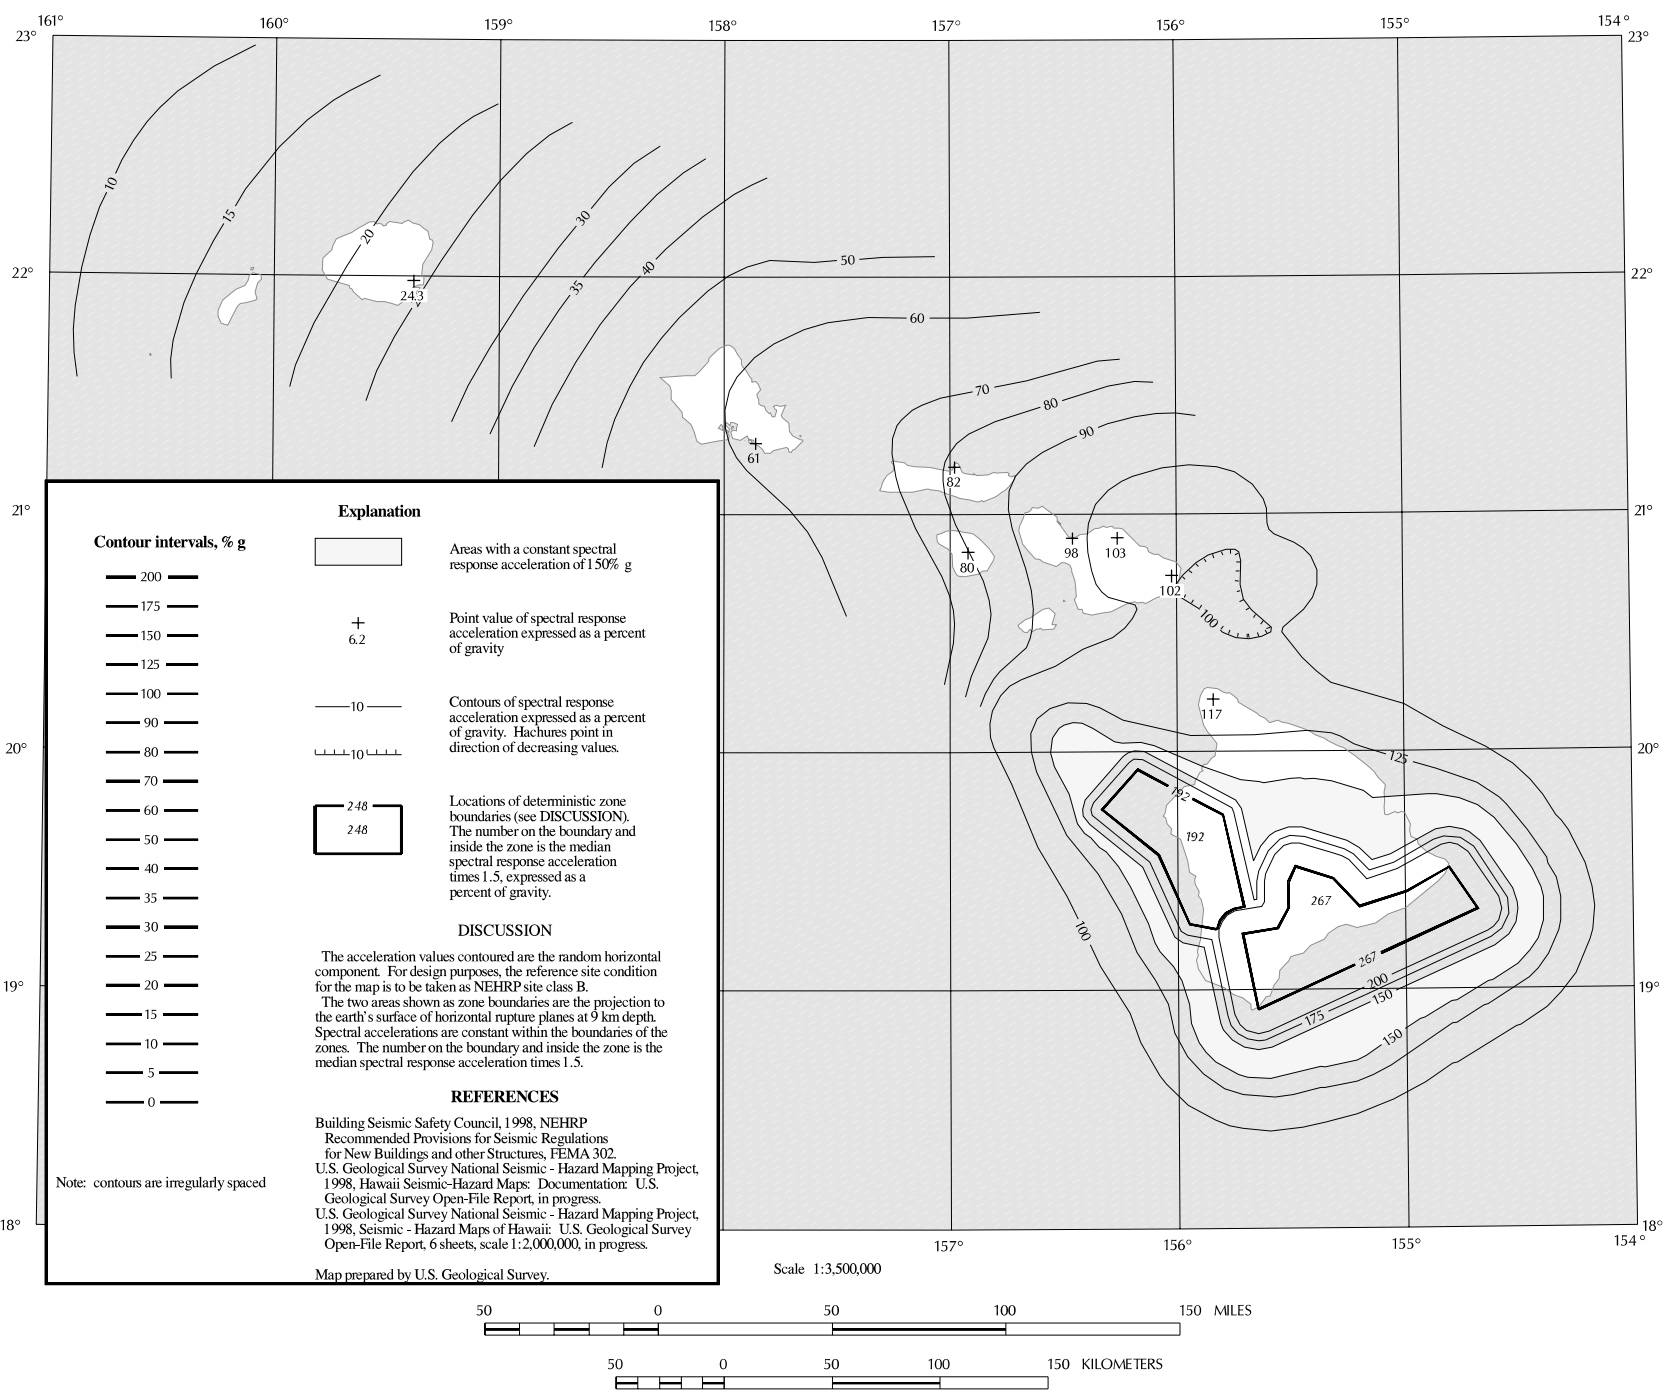 161° 160° 159° 158° 157° 156° 155° 154°
23° 23°
10
15
20
30
22° 22°
50
40
35
24.3
60
70
80
90
61
82
21° 21°
98 103
80
102
100
117
20° 20°
125
192
192
267
100
267
200
150
19° 19°
175
150
18° 18°
157° 156° 155° 154°
Contour intervals, % g
200
175
150
125
100
90
80
70
60
50
40
35
30
25
20
15
10
5
0
Note: contours are irregularly spaced
Explanation
Areas with a constant spectral
response acceleration of 150% g
6.2
Point value of spectral response
acceleration expressed as a percent
of gravity
10
10
Contours of spectral response
acceleration expressed as a percent
of gravity. Hachures point in
direction of decreasing values.
248
248
Locations of deterministic zone
boundaries (see DISCUSSION).
The number on the boundary and
inside the zone is the median
spectral response acceleration
times 1.5, expressed as a
percent of gravity.
DISCUSSION
The acceleration values contoured are the random horizontal
component. For design purposes, the reference site condition
for the map is to be taken as NEHRP site class B.
The two areas shown as zone boundaries are the projection to
the earth's surface of horizontal rupture planes at 9 km depth.
Spectral accelerations are constant within the boundaries of the
zones. The number on the boundary and inside the zone is the
median spectral response acceleration times 1.5.
REFERENCES
Building Seismic Safety Council, 1998, NEHRP
Recommended Provisions for Seismic Regulations
for New Buildings and other Structures, FEMA 302.
U.S. Geological Survey National Seismic - Hazard Mapping Project,
1998, Hawaii Seismic-Hazard Maps: Documentation: U.S.
Geological Survey Open-File Report, in progress.
U.S. Geological Survey National Seismic - Hazard Mapping Project,
1998, Seismic - Hazard Maps of Hawaii: U.S. Geological Survey
Open-File Report, 6 sheets, scale 1:2,000,000, in progress.
Map prepared by U.S. Geological Survey.
Scale 1:3,500,000
50 0 50 100 150 MILES
50 0 50 100 150 KILOMETERS